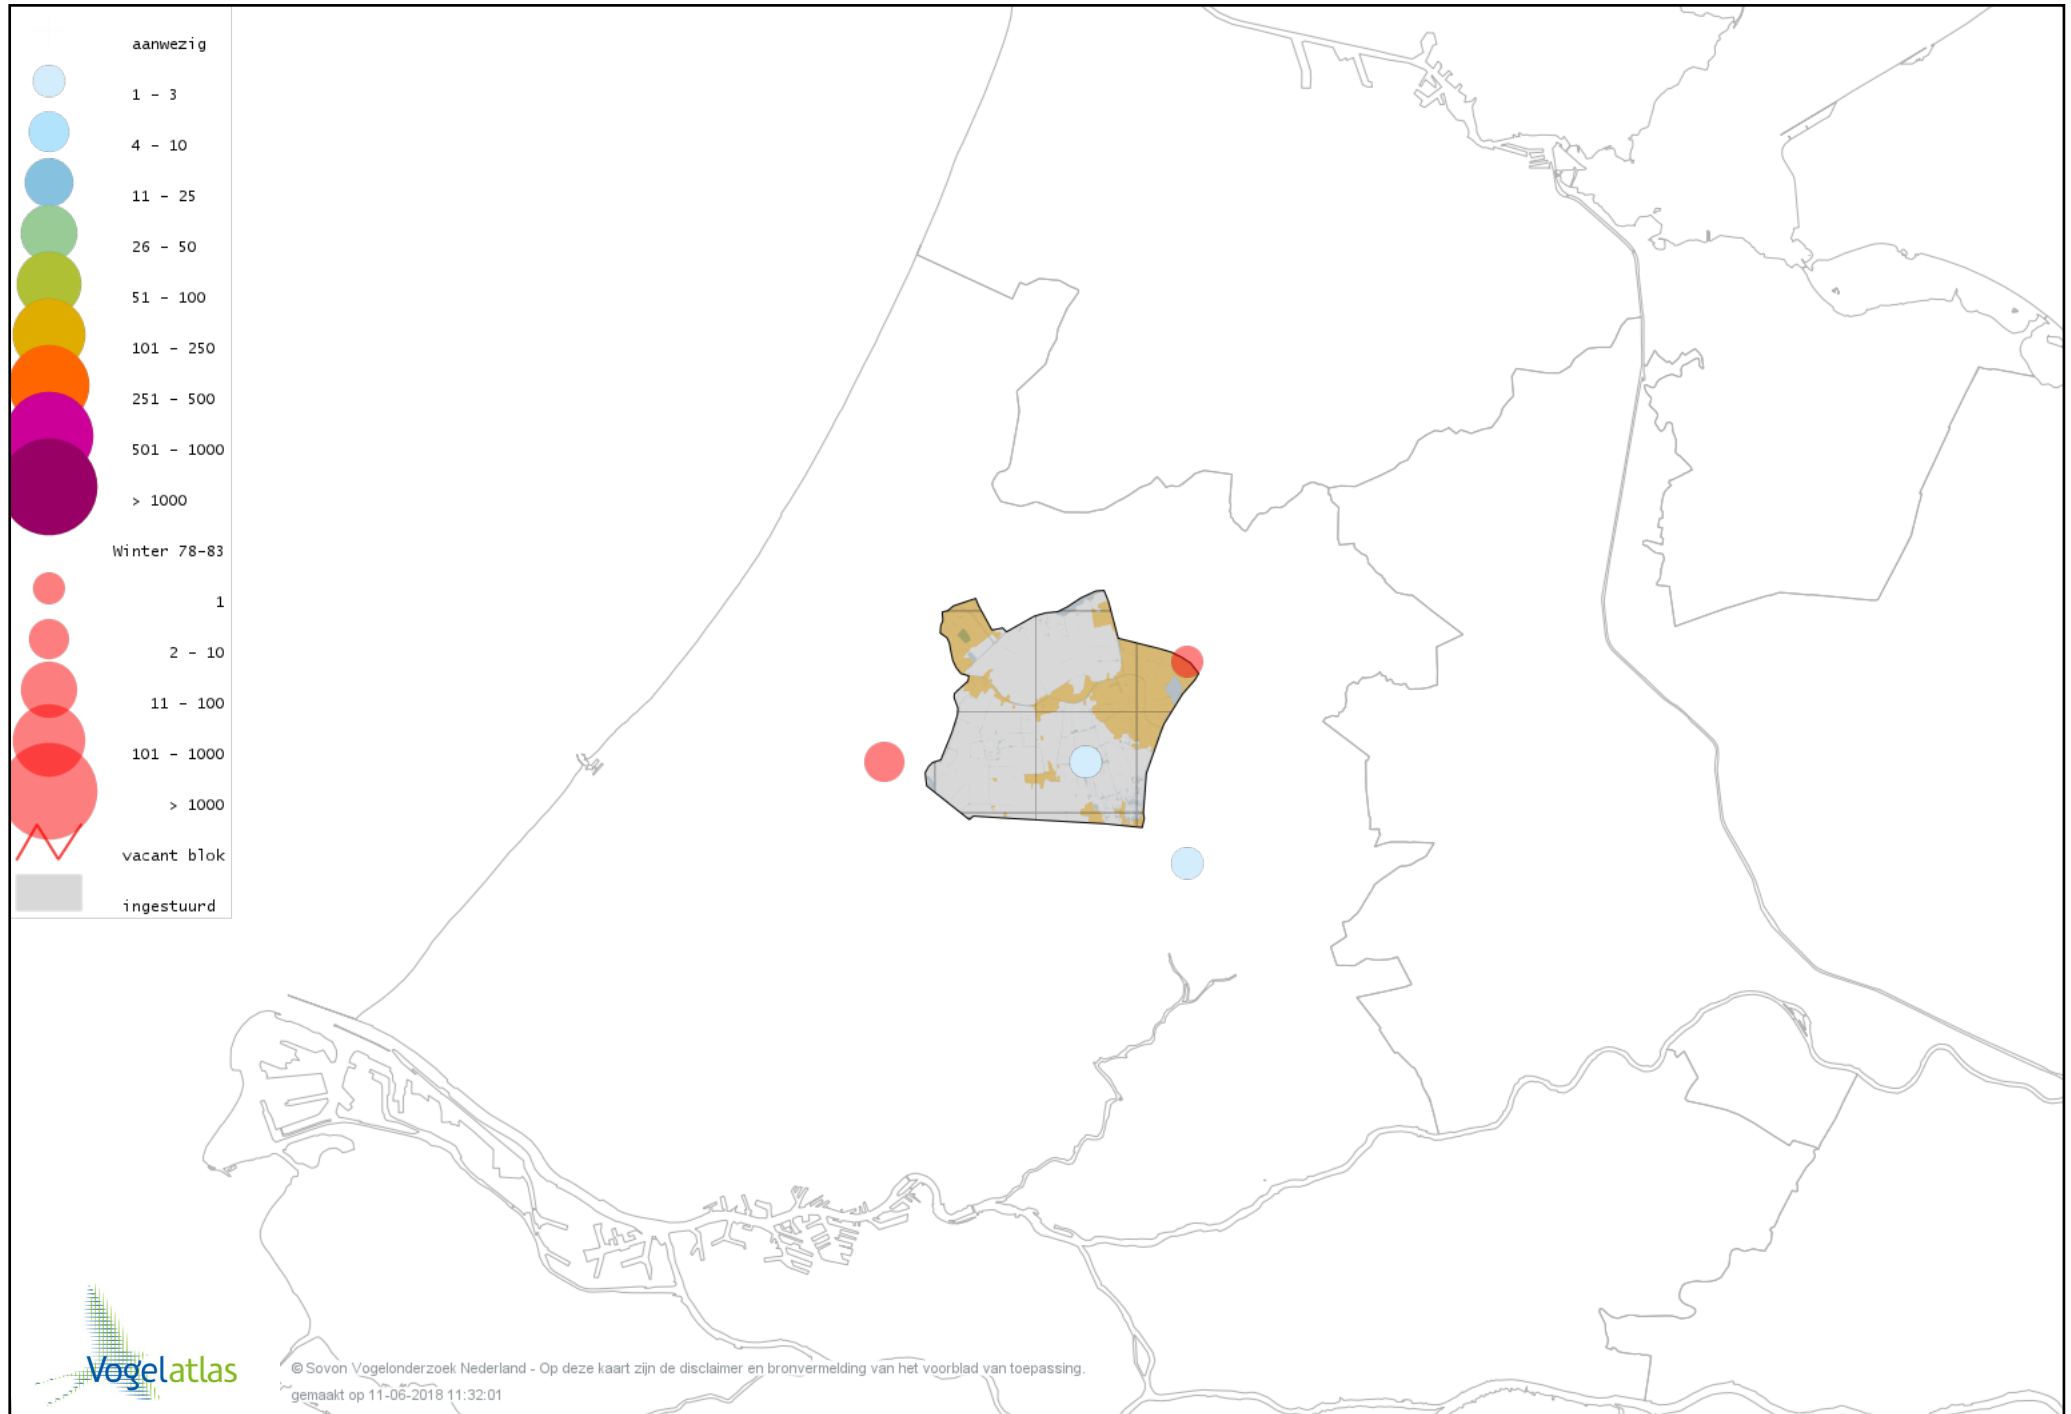 aanwezig
1 - 3
4 - 10
11 - 25
26 - 50
51 - 100
101 - 250
251 - 500
501 - 1000
> 1000
Winter 78-83
1
2 - 10
11 - 100
101 - 1000
> 1000
vacant blok
ingestuurd
Vogelatlas
© Sovon Vogelonderzoek Nederland - Op deze kaart zijn de disclaimer en bronvermelding van het voorblad van toepassing.
gemaakt op 11-06-2018 11:32:01